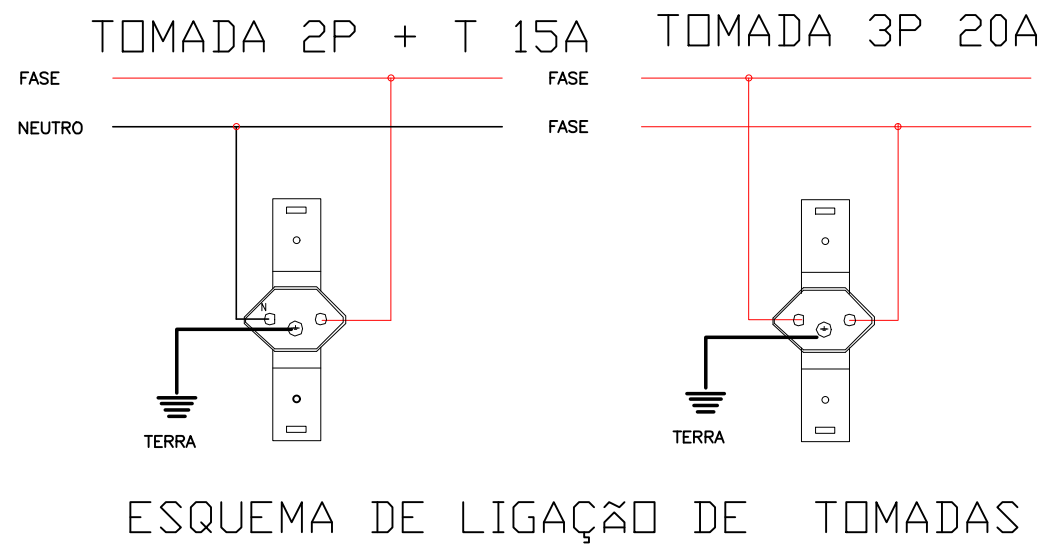 TOMADA 2P + T 15A
TOMADA 3P 20A
FASE
FASE
NEUTRO
FASE
N
TERRA
TERRA
ESQUEMA DE LIGAÇÃO DE TOMADAS